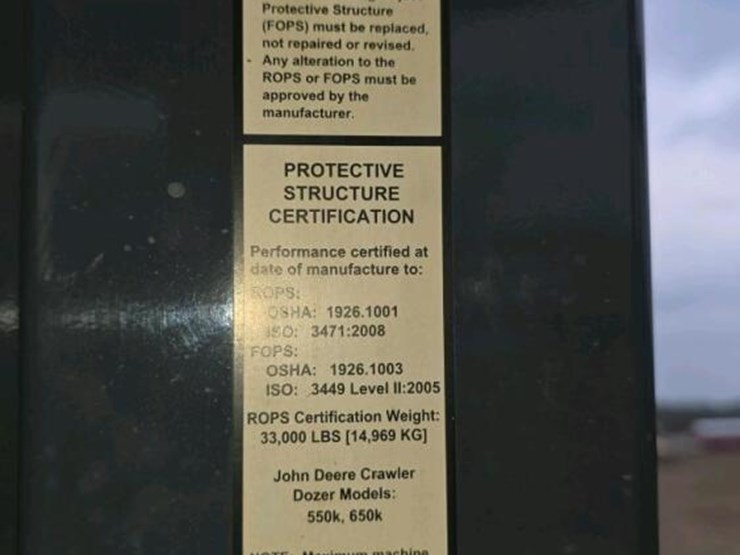 Protective Structure
(FOPS) must be replaced,
not repaired or revised.
- Any alteration to the
ROPS or FOPS must be
approved by the
manufacturer.
PROTECTIVE
STRUCTURE
CERTIFICATION
Performance certified at
date of manufacture to:
ROPS:
OSHA: 1926.1001
ISO: 3471:2008
FOPS:
OSHA: 1926.1003
ISO: 3449 Level II:2005
ROPS Certification Weight:
33,000 LBS [14,969 KG]
John Deere Crawler
Dozer Models:
550k, 650k
NOTE: Maximum machine